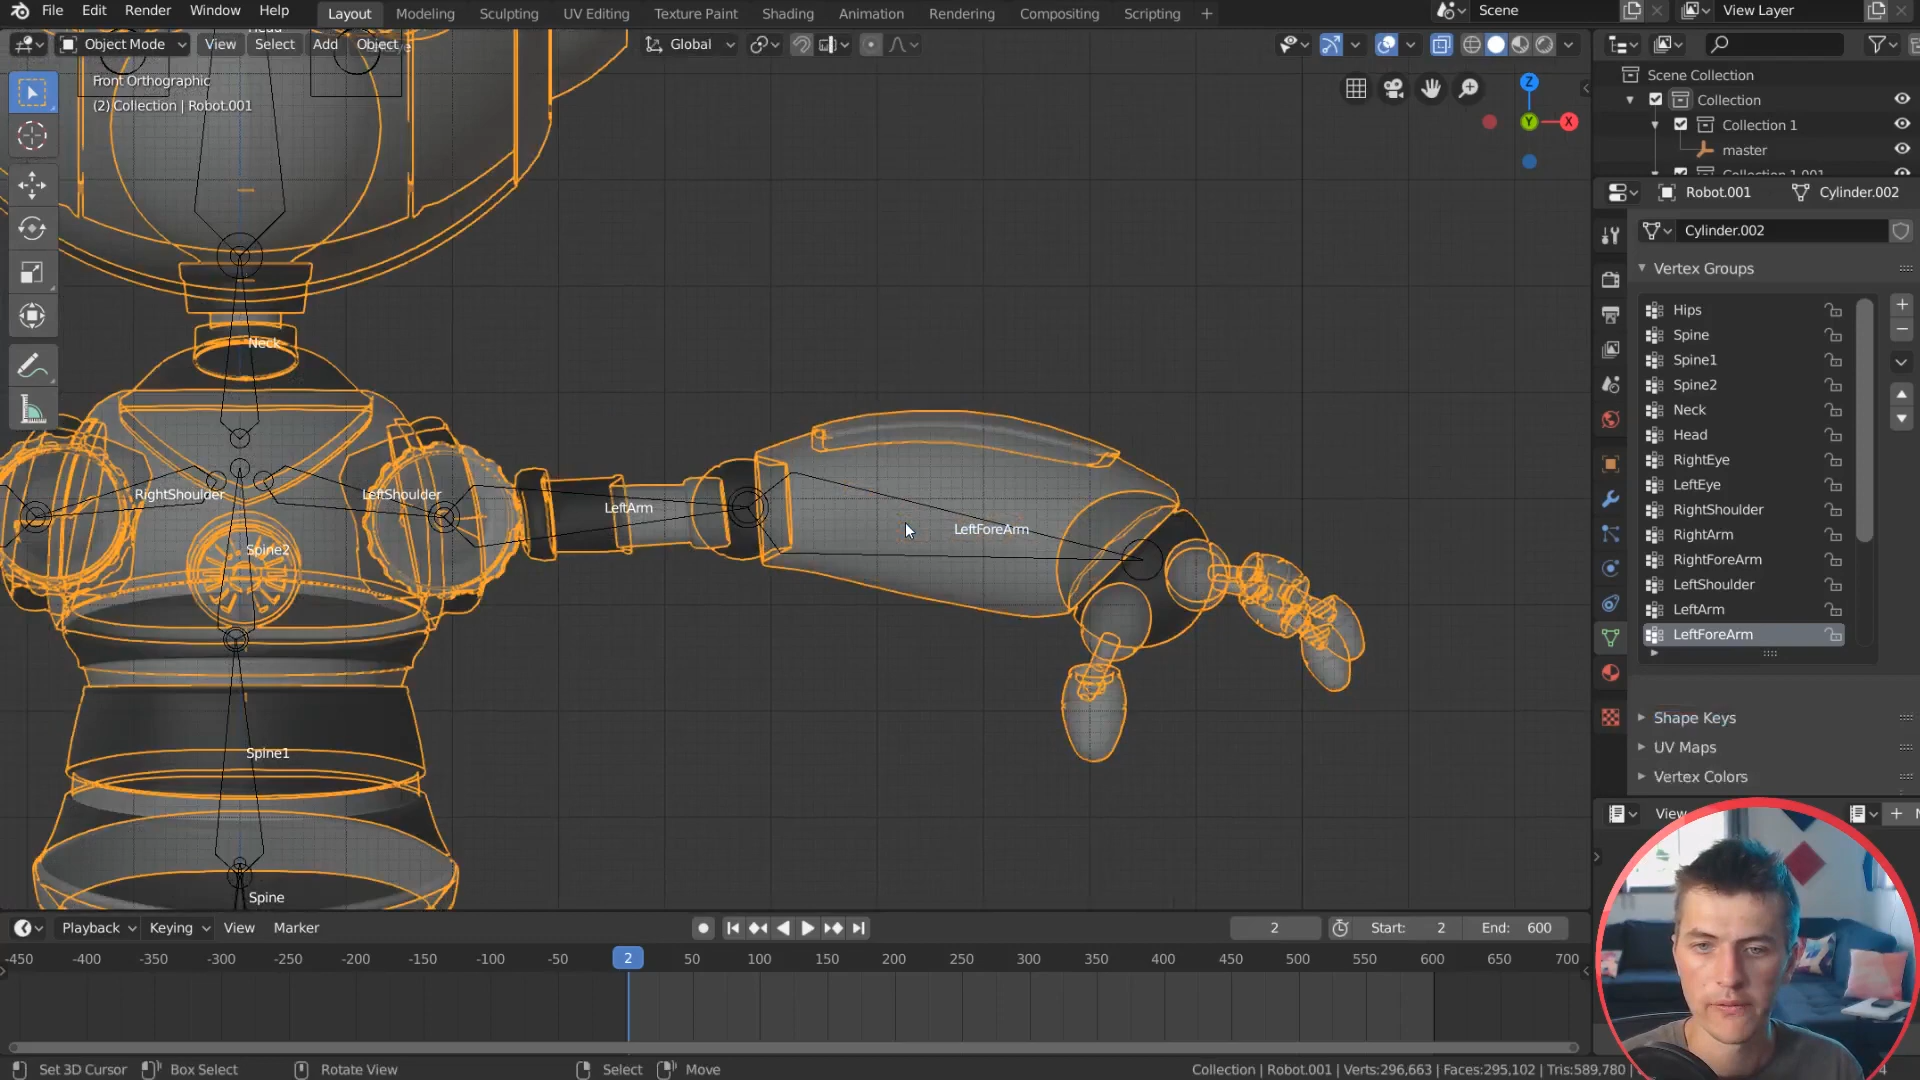 File Edit Render Window Help
Layout Modeling Sculpting UV Editing Texture Paint Shading Animation Rendering Compositing Scripting +
Scene
View Layer
Object Mode View Select Add Object
Global
Front Orthographic
(2) Collection | Robot.001
Z
Y
X
Scene Collection
Collection
Collection 1
master
Collection 1.001
Robot.001 Cylinder.002
Cylinder.002
Vertex Groups
Hips
Spine
Spine1
Spine2
Neck
Head
RightEye
LeftEye
RightShoulder
RightArm
RightForeArm
LeftShoulder
LeftArm
LeftForeArm
Shape Keys
UV Maps
Vertex Colors
View
Head
Neck
RightShoulder
LeftShoulder
LeftArm
LeftForeArm
Spine2
Spine1
Spine
Playback Keying View Marker
2
Start: 2
End: 600
-450 -400 -350 -300 -250 -200 -150 -100 -50 2 50 100 150 200 250 300 350 400 450 500 550 600 650 700
Set 3D Cursor Box Select Rotate View Select Move
Collection | Robot.001 | Verts:296,663 | Faces:295,102 | Tris:589,780 |